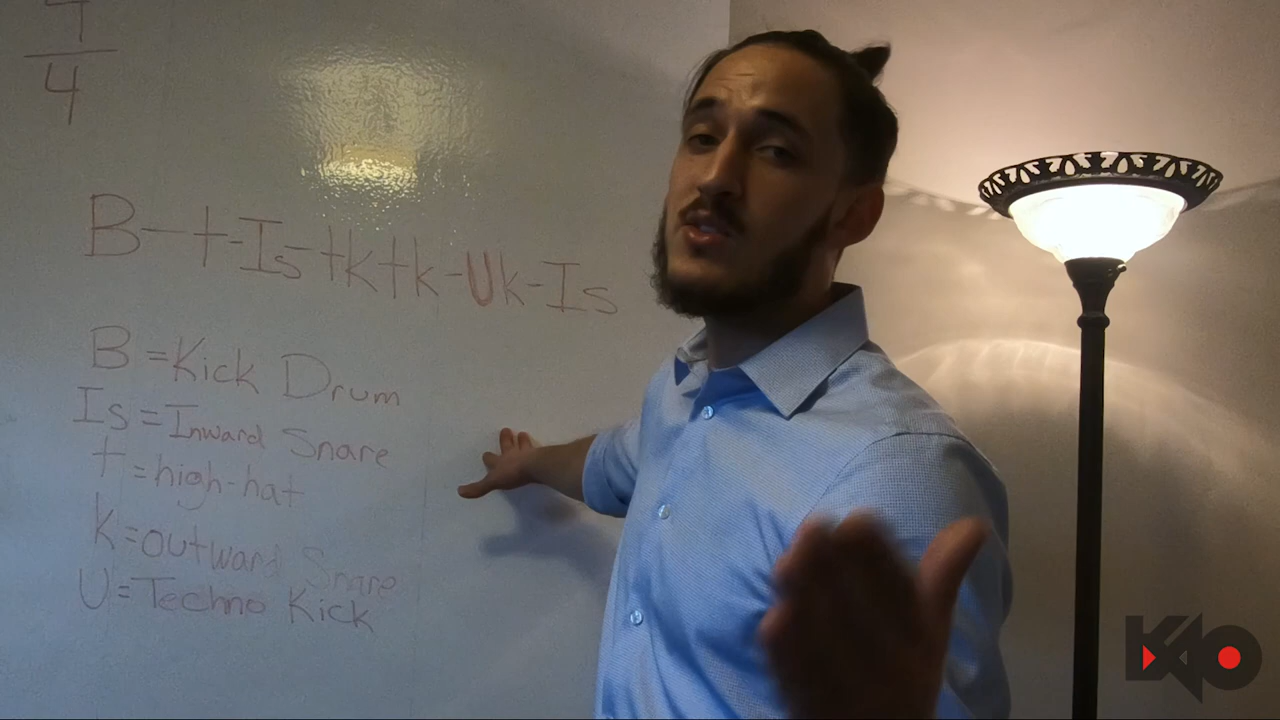 4
4
B--t-Is-tktk-Uk-Is
B=Kick Drum
Is=Inward Snare
t=high-hat
k=outward Snare
U=Techno Kick